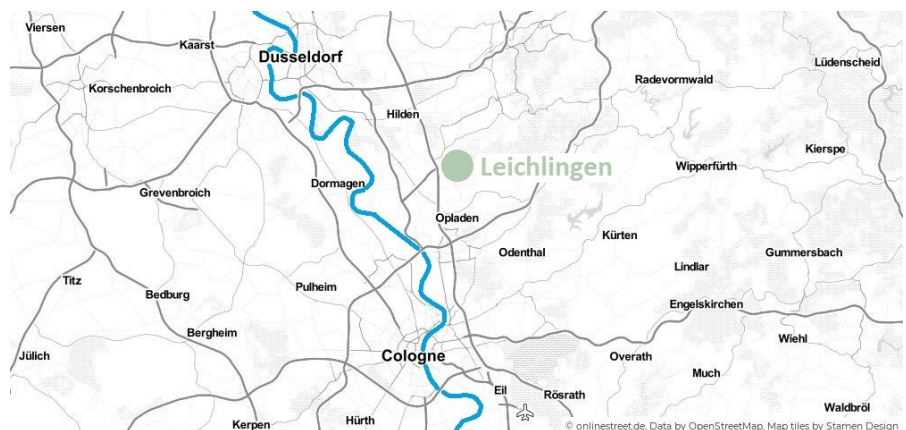 Viersen
Kaarst
Dusseldorf
Lüdenscheid
Radevormwald
Korschenbroich
Hilden
Kierspe
Leichlingen
Wipperfürth
Dormagen
Grevenbroich
Opladen
Kürten
Odenthal
Gummersbach
Lindlar
Titz
Pulheim
Bedburg
Engelskirchen
Bergheim
Wiehl
Jülich
Cologne
Overath
Much
Eil
Rösrath
Waldbröl
Hürth
Kerpen
© onlinestreet.de, Data by OpenStreetMap, Map tiles by Stamen Design